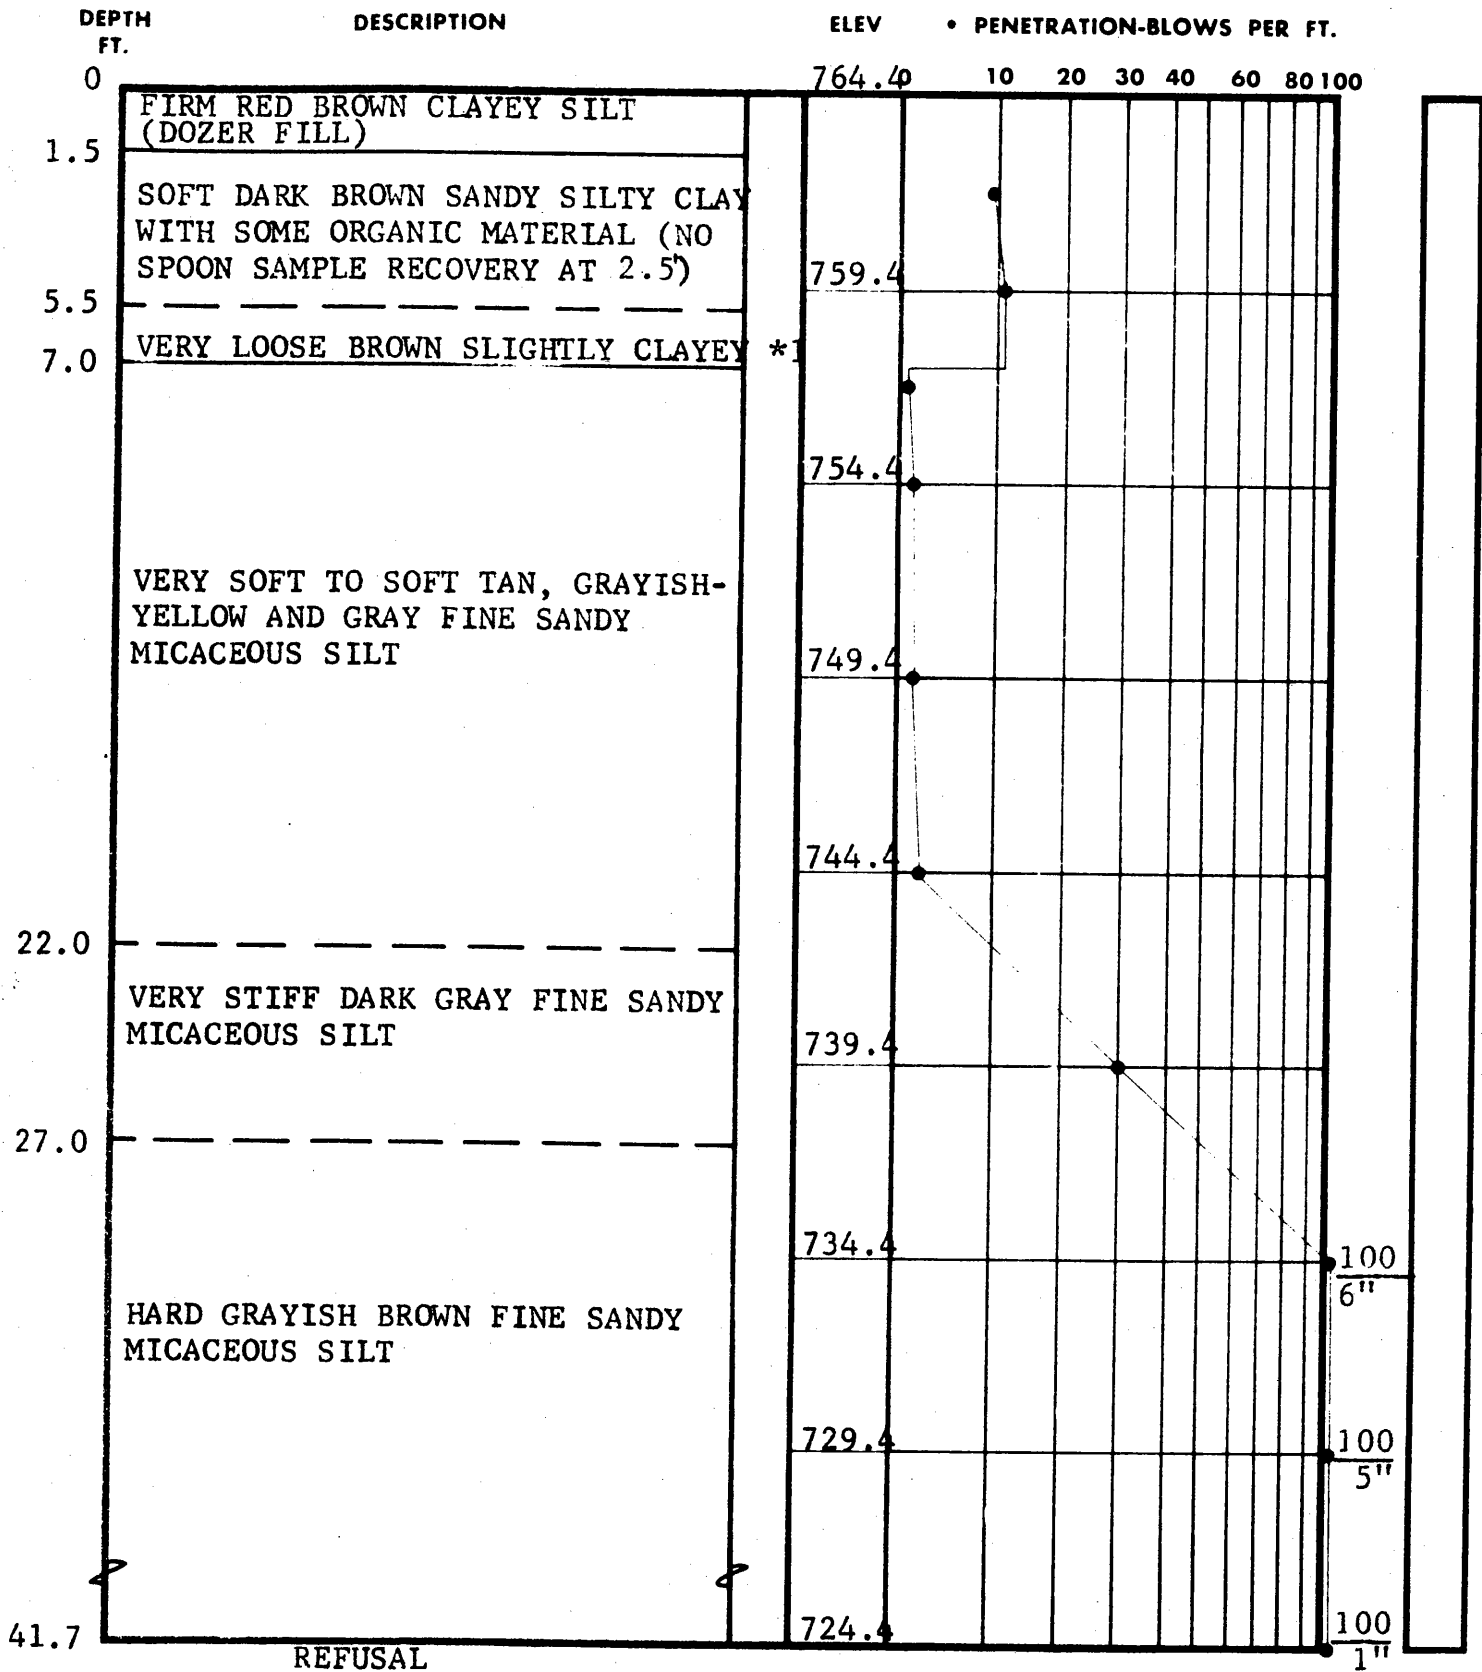 DEPTH FT. DESCRIPTION ELEV • PENETRATION-BLOWS PER FT.
0 764.4 0 10 20 30 40 60 80 100
FIRM RED BROWN CLAYEY SILT
(DOZER FILL)
1.5
SOFT DARK BROWN SANDY SILTY CLAY
WITH SOME ORGANIC MATERIAL (NO
SPOON SAMPLE RECOVERY AT 2.5')
759.4
5.5
VERY LOOSE BROWN SLIGHTLY CLAYEY *1
7.0
754.4
VERY SOFT TO SOFT TAN, GRAYISH-
YELLOW AND GRAY FINE SANDY
MICACEOUS SILT
749.4
744.4
22.0
VERY STIFF DARK GRAY FINE SANDY
MICACEOUS SILT
739.4
27.0
734.4 100
6"
HARD GRAYISH BROWN FINE SANDY
MICACEOUS SILT
729.4 100
5"
41.7 724.4 100
1"
REFUSAL